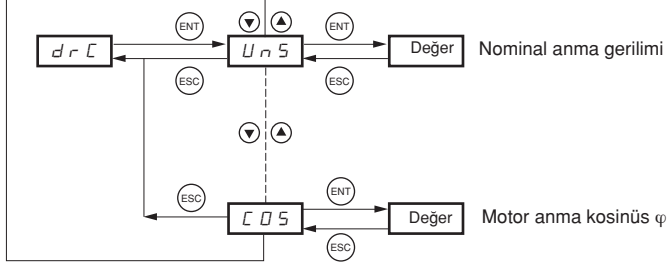 ENT ENT
drC UnS Değer Nominal anma gerilimi
ESC ESC
ESC ENT
COS Değer Motor anma kosinüs φ
ESC